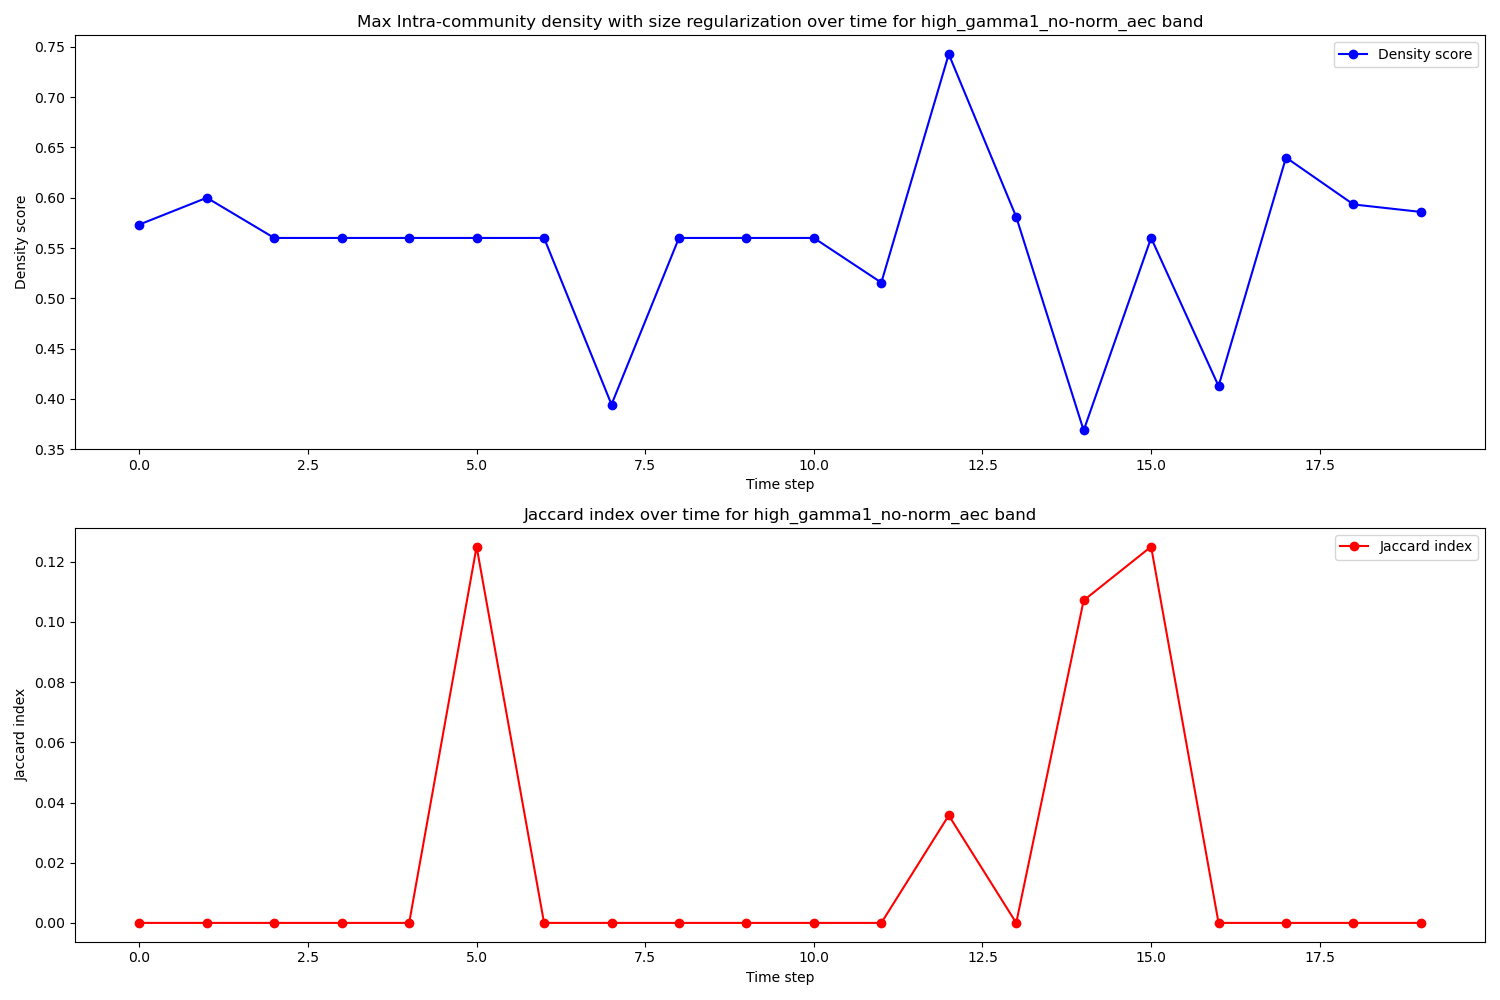 Max Intra-community density with size regularization over time for high_gamma1_no-norm_aec band
Density score
0.75
0.70
0.65
0.60
0.55
0.50
0.45
0.40
0.35
Density score
0.0 2.5 5.0 7.5 10.0 12.5 15.0 17.5
Time step
Jaccard index over time for high_gamma1_no-norm_aec band
Jaccard index
0.12
0.10
0.08
0.06
0.04
0.02
0.00
Jaccard index
0.0 2.5 5.0 7.5 10.0 12.5 15.0 17.5
Time step